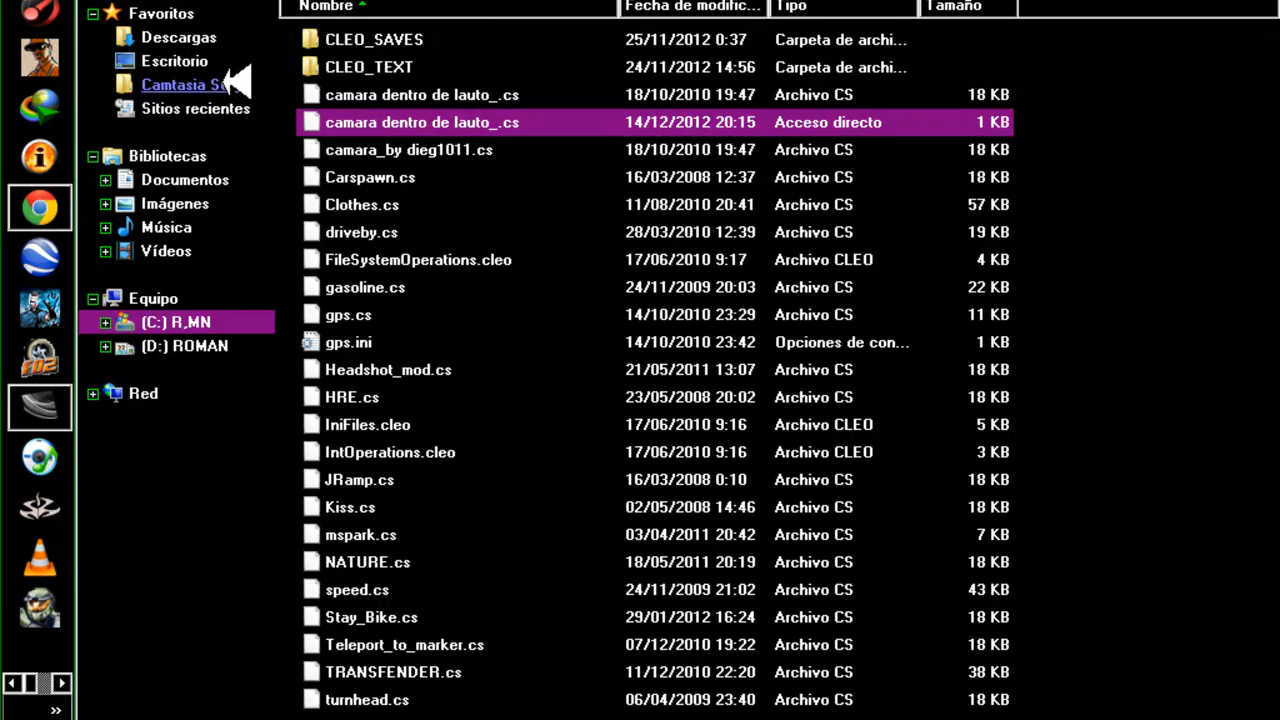 Favoritos
Descargas
Escritorio
Camtasia
Sitios recientes
Bibliotecas
Documentos
Imágenes
Música
Vídeos
Equipo
(C:) R,MN
(D:) ROMAN
Red
Nombre Fecha de modific... Tipo Tamaño
CLEO_SAVES 25/11/2012 0:37 Carpeta de archi...
CLEO_TEXT 24/11/2012 14:56 Carpeta de archi...
camara dentro de lauto_.cs 18/10/2010 19:47 Archivo CS 18 KB
camara dentro de lauto_.cs 14/12/2012 20:15 Acceso directo 1 KB
camara_by dieg1011.cs 18/10/2010 19:47 Archivo CS 18 KB
Carspawn.cs 16/03/2008 12:37 Archivo CS 18 KB
Clothes.cs 11/08/2010 20:41 Archivo CS 57 KB
driveby.cs 28/03/2010 12:39 Archivo CS 19 KB
FileSystemOperations.cleo 17/06/2010 9:17 Archivo CLEO 4 KB
gasoline.cs 24/11/2009 20:03 Archivo CS 22 KB
gps.cs 14/10/2010 23:29 Archivo CS 11 KB
gps.ini 14/10/2010 23:42 Opciones de con... 1 KB
Headshot_mod.cs 21/05/2011 13:07 Archivo CS 18 KB
HRE.cs 23/05/2008 20:02 Archivo CS 18 KB
IniFiles.cleo 17/06/2010 9:16 Archivo CLEO 5 KB
IntOperations.cleo 17/06/2010 9:16 Archivo CLEO 3 KB
JRamp.cs 16/03/2008 0:10 Archivo CS 18 KB
Kiss.cs 02/05/2008 14:46 Archivo CS 18 KB
mspark.cs 03/04/2011 20:42 Archivo CS 7 KB
NATURE.cs 18/05/2011 20:19 Archivo CS 18 KB
speed.cs 24/11/2009 21:02 Archivo CS 43 KB
Stay_Bike.cs 29/01/2012 16:24 Archivo CS 18 KB
Teleport_to_marker.cs 07/12/2010 19:22 Archivo CS 18 KB
TRANSFENDER.cs 11/12/2010 22:20 Archivo CS 38 KB
turnhead.cs 06/04/2009 23:40 Archivo CS 18 KB